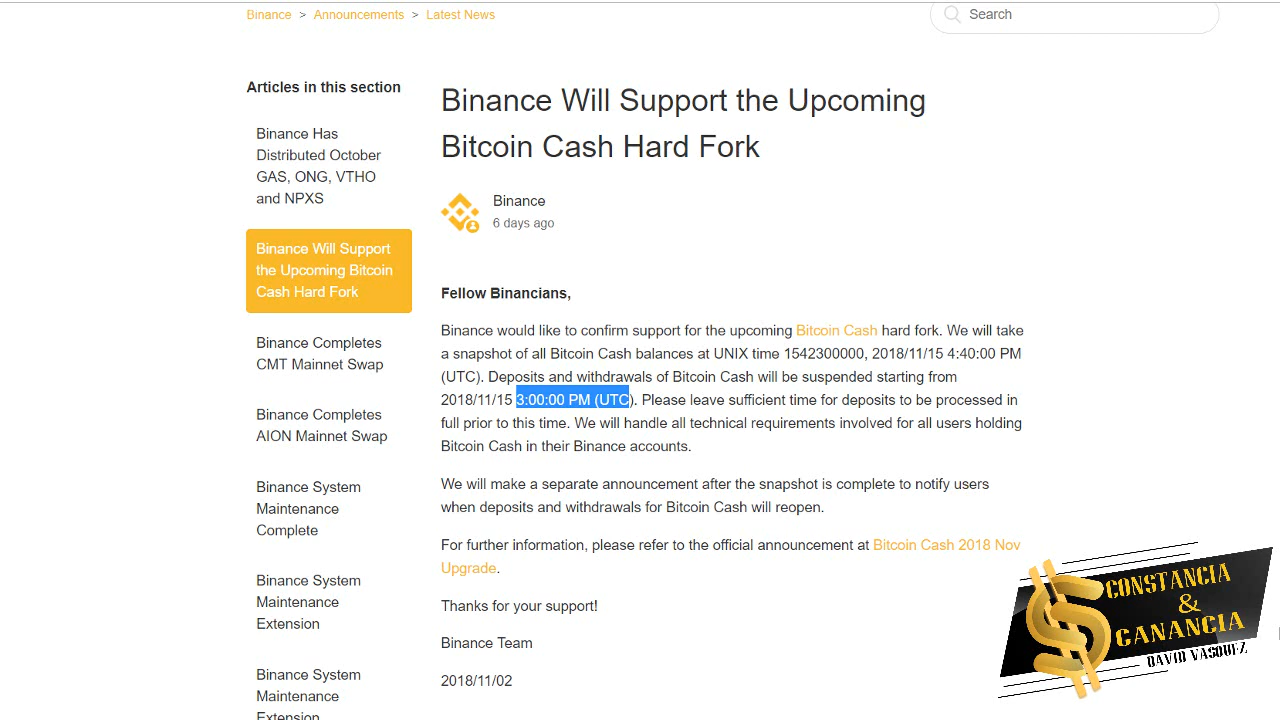 Binance > Announcements > Latest News
Search
Articles in this section
Binance Has
Distributed October
GAS, ONG, VTHO
and NPXS
Binance Will Support
the Upcoming Bitcoin
Cash Hard Fork
Binance Completes
CMT Mainnet Swap
Binance Completes
AION Mainnet Swap
Binance System
Maintenance
Complete
Binance System
Maintenance
Extension
Binance System
Maintenance
Extension
Binance Will Support the Upcoming
Bitcoin Cash Hard Fork
Binance
6 days ago
Fellow Binancians,
Binance would like to confirm support for the upcoming Bitcoin Cash hard fork. We will take
a snapshot of all Bitcoin Cash balances at UNIX time 1542300000, 2018/11/15 4:40:00 PM
(UTC). Deposits and withdrawals of Bitcoin Cash will be suspended starting from
2018/11/15 3:00:00 PM (UTC). Please leave sufficient time for deposits to be processed in
full prior to this time. We will handle all technical requirements involved for all users holding
Bitcoin Cash in their Binance accounts.
We will make a separate announcement after the snapshot is complete to notify users
when deposits and withdrawals for Bitcoin Cash will reopen.
For further information, please refer to the official announcement at Bitcoin Cash 2018 Nov
Upgrade.
Thanks for your support!
Binance Team
2018/11/02
CONSTANCIA
&
GANANCIA
DAVID VASQUEZ